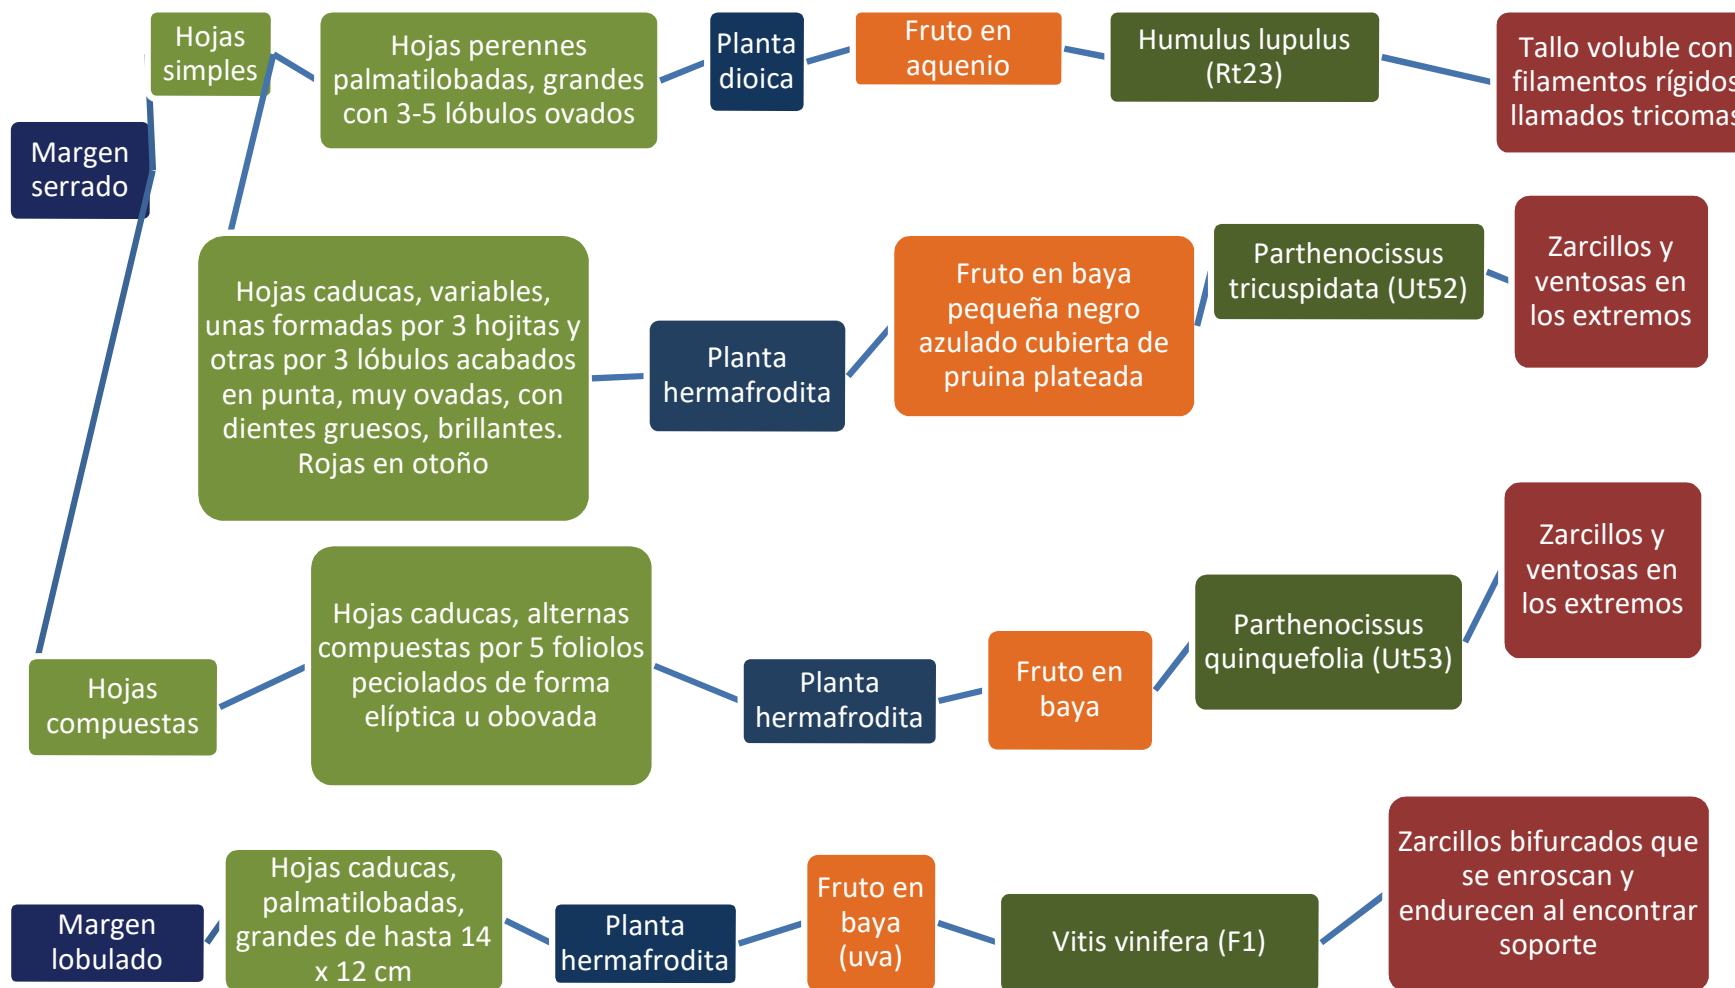 Hojas
simples
Hojas perennes
palmatilobadas, grandes
con 3-5 lóbulos ovados
Planta
dioica
Fruto en
aquenio
Humulus lupulus
(Rt23)
Tallo voluble con
filamentos rígidos
llamados tricomas
Margen
serrado
Hojas caducas, variables,
unas formadas por 3 hojitas y
otras por 3 lóbulos acabados
en punta, muy ovadas, con
dientes gruesos, brillantes.
Rojas en otoño
Planta
hermafrodita
Fruto en baya
pequeña negro
azulado cubierta de
pruina plateada
Parthenocissus
tricuspidata (Ut52)
Zarcillos y
ventosas en
los extremos
Hojas
compuestas
Hojas caducas, alternas
compuestas por 5 foliolos
peciolados de forma
elíptica u obovada
Planta
hermafrodita
Fruto en
baya
Parthenocissus
quinquefolia (Ut53)
Zarcillos y
ventosas en
los extremos
Margen
lobulado
Hojas caducas,
palmatilobadas,
grandes de hasta 14
x 12 cm
Planta
hermafrodita
Fruto en
baya
(uva)
Vitis vinifera (F1)
Zarcillos bifurcados que
se enroscan y
endurecen al encontrar
soporte